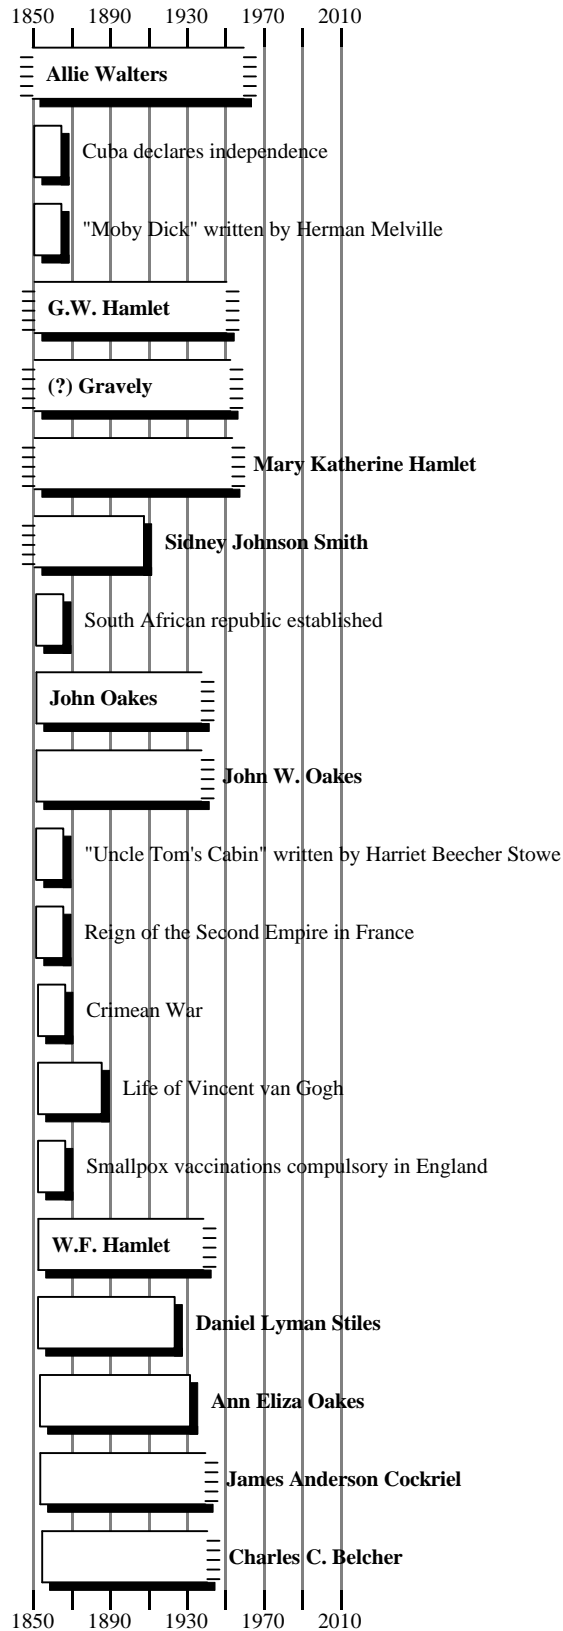 1850 1890 1930 1970 2010
Allie Walters
Cuba declares independence
"Moby Dick" written by Herman Melville
G.W. Hamlet
(?) Gravely
Mary Katherine Hamlet
Sidney Johnson Smith
South African republic established
John Oakes
John W. Oakes
"Uncle Tom's Cabin" written by Harriet Beecher Stowe
Reign of the Second Empire in France
Crimean War
Life of Vincent van Gogh
Smallpox vaccinations compulsory in England
W.F. Hamlet
Daniel Lyman Stiles
Ann Eliza Oakes
James Anderson Cockriel
Charles C. Belcher
1850 1890 1930 1970 2010